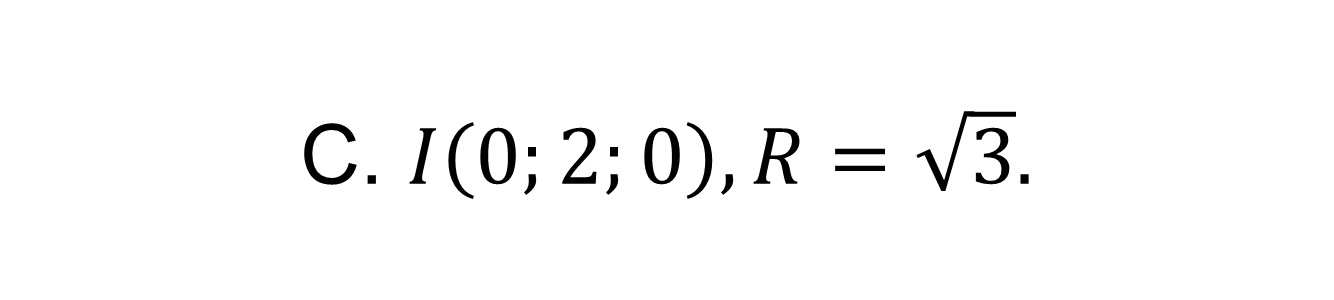 C. I(0; 2; 0), R = √3.